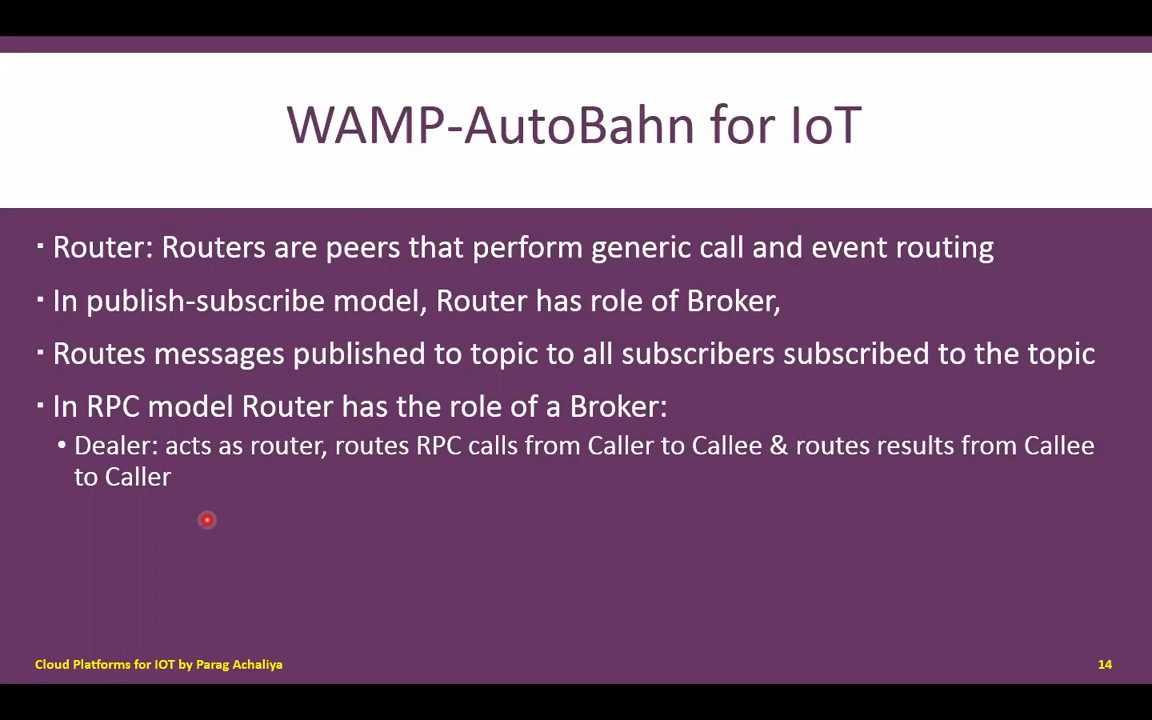 WAMP-AutoBahn for IoT
▪ Router: Routers are peers that perform generic call and event routing
▪ In publish-subscribe model, Router has role of Broker,
▪ Routes messages published to topic to all subscribers subscribed to the topic
▪ In RPC model Router has the role of a Broker:
• Dealer: acts as router, routes RPC calls from Caller to Callee & routes results from Callee
to Caller
Cloud Platforms for IOT by Parag Achaliya
14